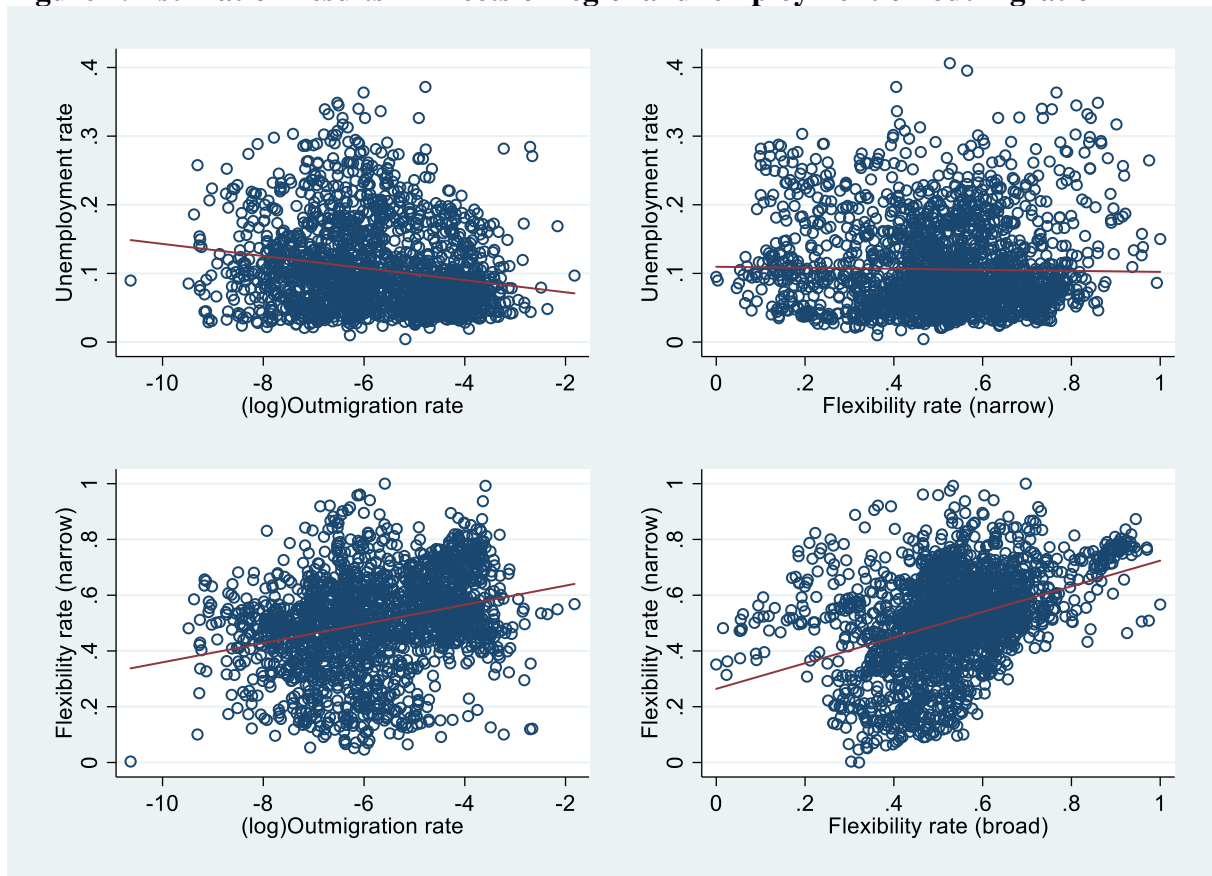 .4
.3
.2
.1
0
Unemployment rate
-10 -8 -6 -4 -2
(log)Outmigration rate
.4
.3
.2
.1
0
Unemployment rate
0 .2 .4 .6 .8 1
Flexibility rate (narrow)
1
.8
.6
.4
.2
0
Flexibility rate (narrow)
-10 -8 -6 -4 -2
(log)Outmigration rate
1
.8
.6
.4
.2
0
Flexibility rate (narrow)
0 .2 .4 .6 .8 1
Flexibility rate (broad)